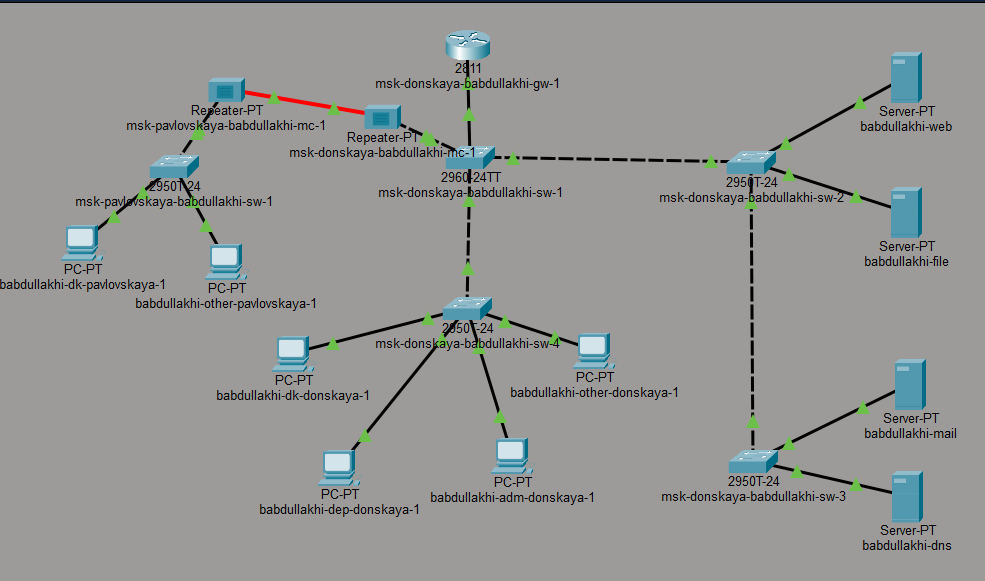 2811
msk-donskaya-babdullakhi-gw-1
Repeater-PT
msk-pavlovskaya-babdullakhi-mc-1
Repeater-PT
msk-donskaya-babdullakhi-mc-1
2950T-24
msk-pavlovskaya-babdullakhi-sw-1
2960-24TT
msk-donskaya-babdullakhi-sw-1
2950T-24
msk-donskaya-babdullakhi-sw-2
Server-PT
babdullakhi-web
Server-PT
babdullakhi-file
PC-PT
babdullakhi-dk-pavlovskaya-1
PC-PT
babdullakhi-other-pavlovskaya-1
2950T-24
msk-donskaya-babdullakhi-sw-4
PC-PT
babdullakhi-dk-donskaya-1
PC-PT
babdullakhi-other-donskaya-1
PC-PT
babdullakhi-dep-donskaya-1
PC-PT
babdullakhi-adm-donskaya-1
Server-PT
babdullakhi-mail
2950T-24
msk-donskaya-babdullakhi-sw-3
Server-PT
babdullakhi-dns